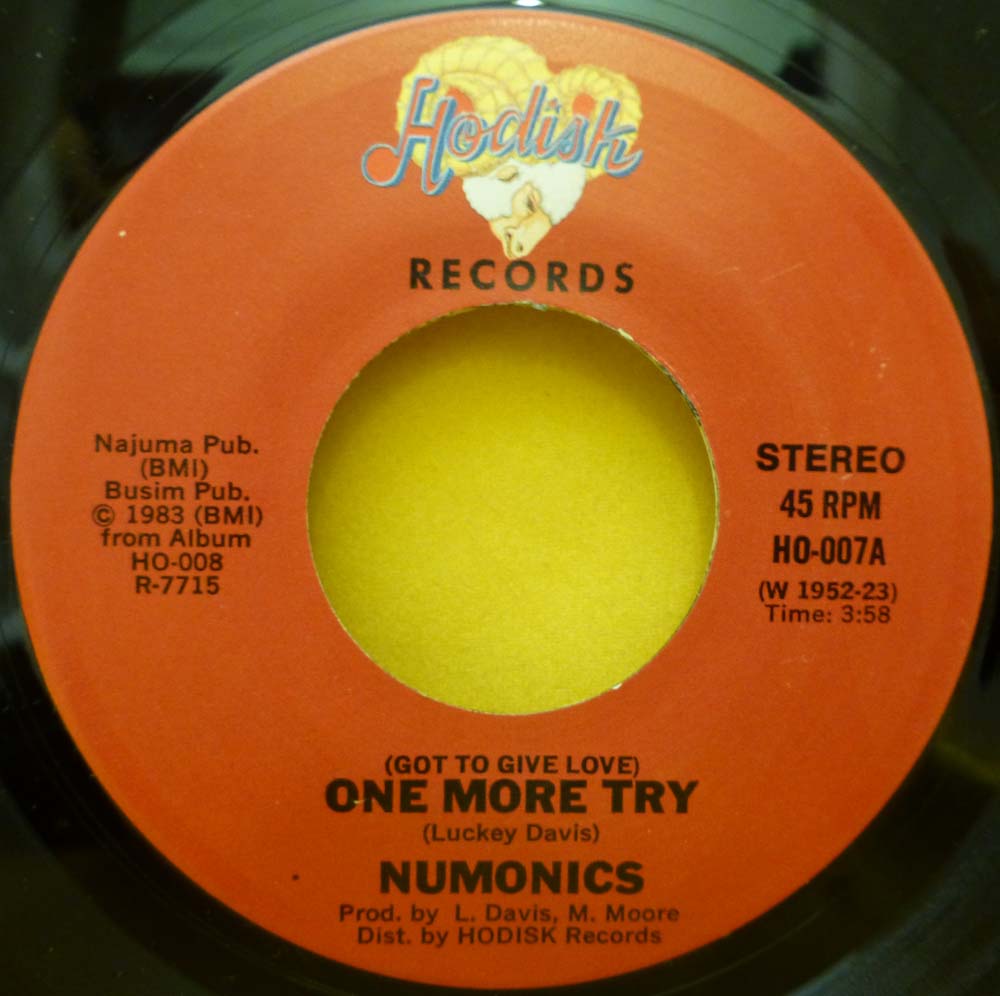 Hodisk
RECORDS
Najuma Pub.
(BMI)
Busim Pub.
© 1983 (BMI)
from Album
HO-008
R-7715
STEREO
45 RPM
HO-007A
(W 1952-23)
Time: 3:58
(GOT TO GIVE LOVE)
ONE MORE TRY
(Luckey Davis)
NUMONICS
Prod. by L. Davis, M. Moore
Dist. by HODISK Records